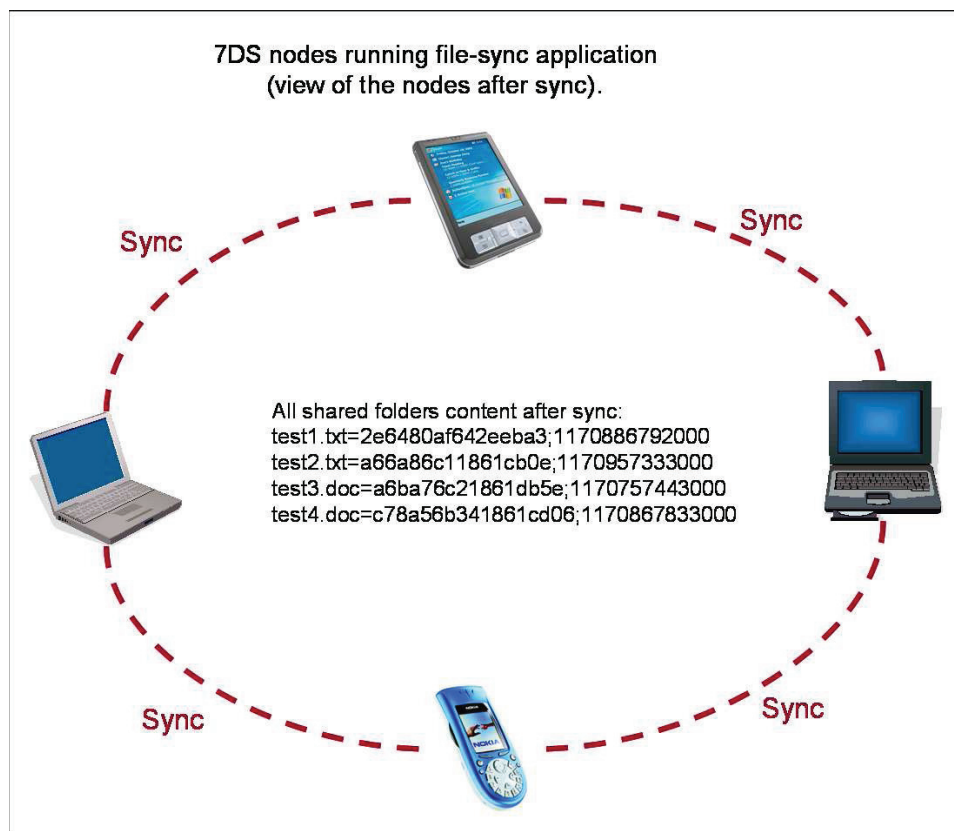 7DS nodes running file-sync application
(view of the nodes after sync).
Sync
Sync
All shared folders content after sync:
test1.txt=2e6480af642eeba3;1170886792000
test2.txt=a66a86c11861cb0e;1170957333000
test3.doc=a6ba76c21861db5e;1170757443000
test4.doc=c78a56b341861cd06;1170867833000
Sync
Sync
NOKIA